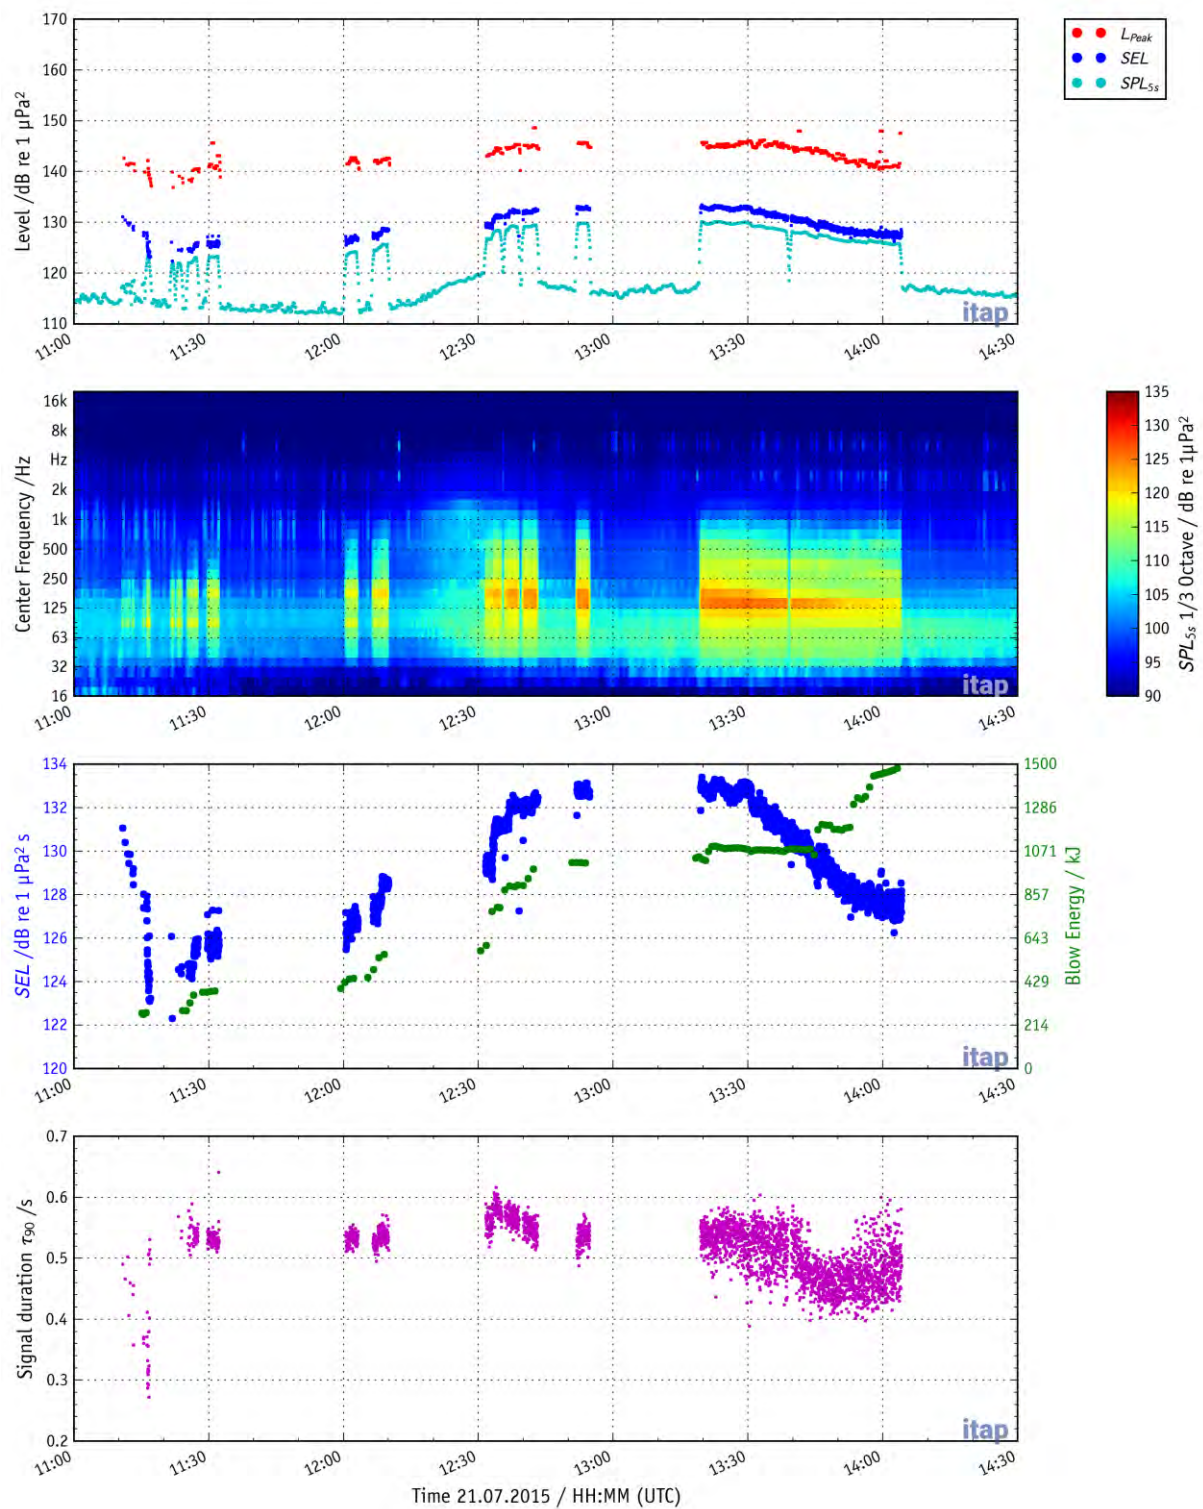 170
160
150
140
130
120
110
Level /dB re 1 µPa²
L_Peak
SEL
SPL_5s
itap
11:00 11:30 12:00 12:30 13:00 13:30 14:00 14:30
16k
8k
Hz
2k
1k
500
250
125
63
32
16
Center Frequency /Hz
itap
11:00 11:30 12:00 12:30 13:00 13:30 14:00 14:30
135
130
125
120
115
110
105
100
95
90
SPL_5s 1/3 Octave / dB re 1µPa²
134
132
130
128
126
124
122
120
SEL /dB re 1 µPa² s
1500
1286
1071
857
643
429
214
0
Blow Energy / kJ
itap
11:00 11:30 12:00 12:30 13:00 13:30 14:00 14:30
0.7
0.6
0.5
0.4
0.3
0.2
Signal duration τ90 /s
itap
11:00 11:30 12:00 12:30 13:00 13:30 14:00 14:30
Time 21.07.2015 / HH:MM (UTC)